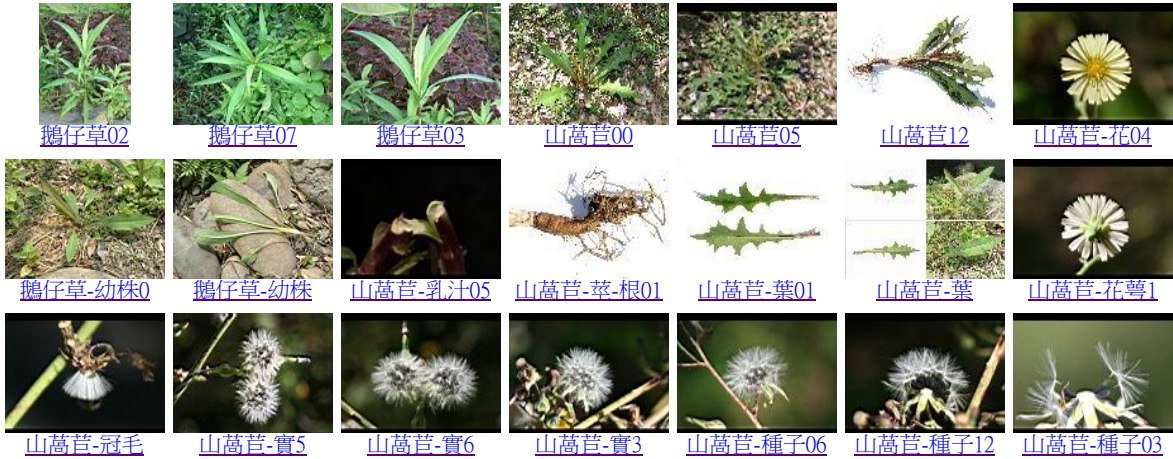 鵝仔草02 鵝仔草07 鵝仔草03 山萵苣00 山萵苣05 山萵苣12 山萵苣-花04
鵝仔草-幼株0 鵝仔草-幼株 山萵苣-乳汁05 山萵苣-莖-根01 山萵苣-葉01 山萵苣-葉 山萵苣-花萼1
山萵苣-冠毛 山萵苣-實5 山萵苣-實6 山萵苣-實3 山萵苣-種子06 山萵苣-種子12 山萵苣-種子03